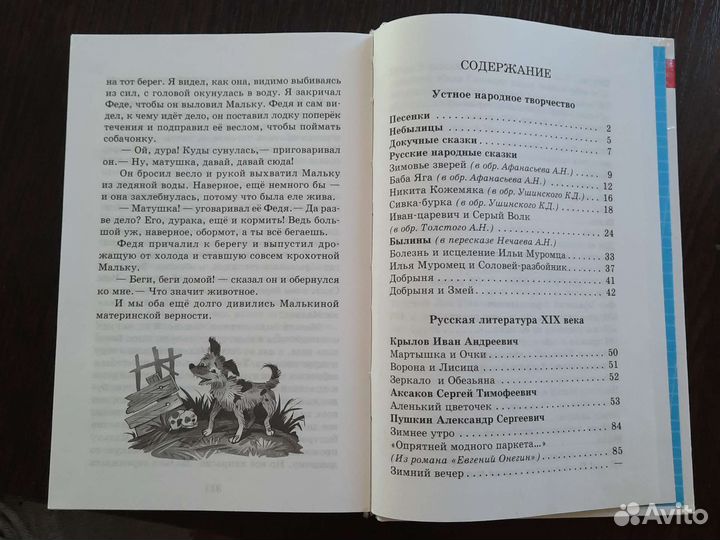 на тот берег. Я видел, как она, видимо выбиваясь
из сил, с головой окунулась в воду. Я закричал
Феде, чтобы он выловил Мальку. Федя и сам ви-
дел, к чему идёт дело, он поставил лодку поперёк
течения и подправил её веслом, чтобы поймать
собачонку.
— Ой, дура! Куды сунулась,— приговаривал
он.— Ну, матушка, давай, давай сюда!
Он бросил весло и рукой выхватил Мальку
из ледяной воды. Наверное, ещё немного бы —
и она захлебнулась, потому что была еле жива.
— Матушка! — уговаривал её Федя.— Да раз-
ве дело? Его, дурака, ещё и кормить! Ведь боль-
шой уж, наверное, обормот, а ты всё бегаешь.
Федя причалил к берегу и выпустил дро-
жащую от холода и ставшую совсем крохотной
Мальку.
— Беги, беги домой! — сказал он и обернулся
ко мне.— Что значит животное.
И мы оба ещё долго дивились Малькиной
материнской верности.
СОДЕРЖАНИЕ
Устное народное творчество
Песенки
Небылицы 2
Докучные сказки 5
Русские народные сказки 7
Зимовье зверей (в обр. Афанасьева А.Н.) 9
Баба Яга (в обр. Афанасьева А.Н.) 12
Никита Кожемяка (в обр. Ушинского К.Д.) 16
Сивка-бурка (в обр. Ушинского К.Д.) 18
Иван-царевич и Серый Волк
(в обр. Толстого А.Н.) 24
Былины (в пересказе Нечаева А.Н.)
Болезнь и исцеление Ильи Муромца 33
Илья Муромец и Соловей-разбойник 37
Добрыня 41
Добрыня и Змей 42
Русская литература XIX века
Крылов Иван Андреевич
Мартышка и Очки 50
Ворона и Лисица 51
Зеркало и Обезьяна 52
Аксаков Сергей Тимофеевич
Аленький цветочек 53
Пушкин Александр Сергеевич
Зимнее утро 84
«Опрятней модного паркета...»
(Из романа «Евгений Онегин») 85
Зимний вечер —
Avito